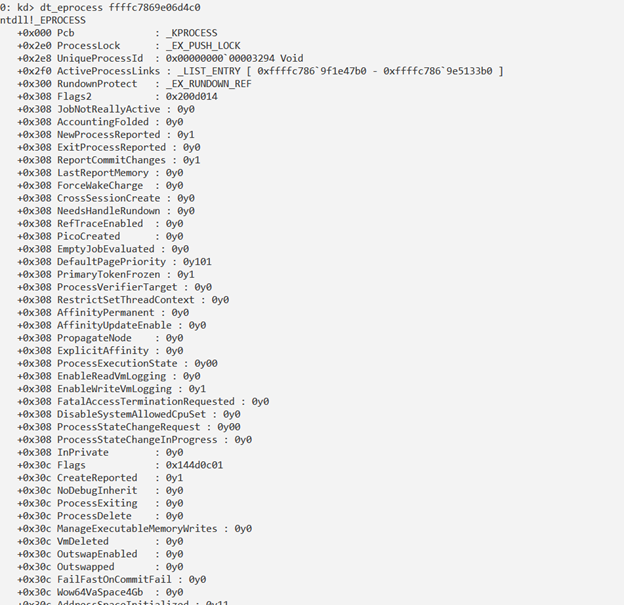 0: kd> dt_eprocess ffffc7869e06d4c0
ntdll!_EPROCESS
+0x000 Pcb : _KPROCESS
+0x2e0 ProcessLock : _EX_PUSH_LOCK
+0x2e8 UniqueProcessId : 0x00000000`00003294 Void
+0x2f0 ActiveProcessLinks : _LIST_ENTRY [ 0xffffc786`9f1e47b0 - 0xffffc786`9e5133b0 ]
+0x300 RundownProtect : _EX_RUNDOWN_REF
+0x308 Flags2 : 0x200d014
+0x308 JobNotReallyActive : 0y0
+0x308 AccountingFolded : 0y0
+0x308 NewProcessReported : 0y1
+0x308 ExitProcessReported : 0y0
+0x308 ReportCommitChanges : 0y1
+0x308 LastReportMemory : 0y0
+0x308 ForceWakeCharge : 0y0
+0x308 CrossSessionCreate : 0y0
+0x308 NeedsHandleRundown : 0y0
+0x308 RefTraceEnabled : 0y0
+0x308 PicoCreated : 0y0
+0x308 EmptyJobEvaluated : 0y0
+0x308 DefaultPagePriority : 0y101
+0x308 PrimaryTokenFrozen : 0y1
+0x308 ProcessVerifierTarget : 0y0
+0x308 RestrictSetThreadContext : 0y0
+0x308 AffinityPermanent : 0y0
+0x308 AffinityUpdateEnable : 0y0
+0x308 PropagateNode : 0y0
+0x308 ExplicitAffinity : 0y0
+0x308 ProcessExecutionState : 0y00
+0x308 EnableReadVmLogging : 0y0
+0x308 EnableWriteVmLogging : 0y1
+0x308 FatalAccessTerminationRequested : 0y0
+0x308 DisableSystemAllowedCpuSet : 0y0
+0x308 ProcessStateChangeRequest : 0y00
+0x308 ProcessStateChangeInProgress : 0y0
+0x308 InPrivate : 0y0
+0x30c Flags : 0x144d0c01
+0x30c CreateReported : 0y1
+0x30c NoDebugInherit : 0y0
+0x30c ProcessExiting : 0y0
+0x30c ProcessDelete : 0y0
+0x30c ManageExecutableMemoryWrites : 0y0
+0x30c VmDeleted : 0y0
+0x30c OutswapEnabled : 0y0
+0x30c Outswapped : 0y0
+0x30c FailFastOnCommitFail : 0y0
+0x30c Wow64VaSpace4Gb : 0y0
+0x30c AddressSpaceInitialized : 0y11